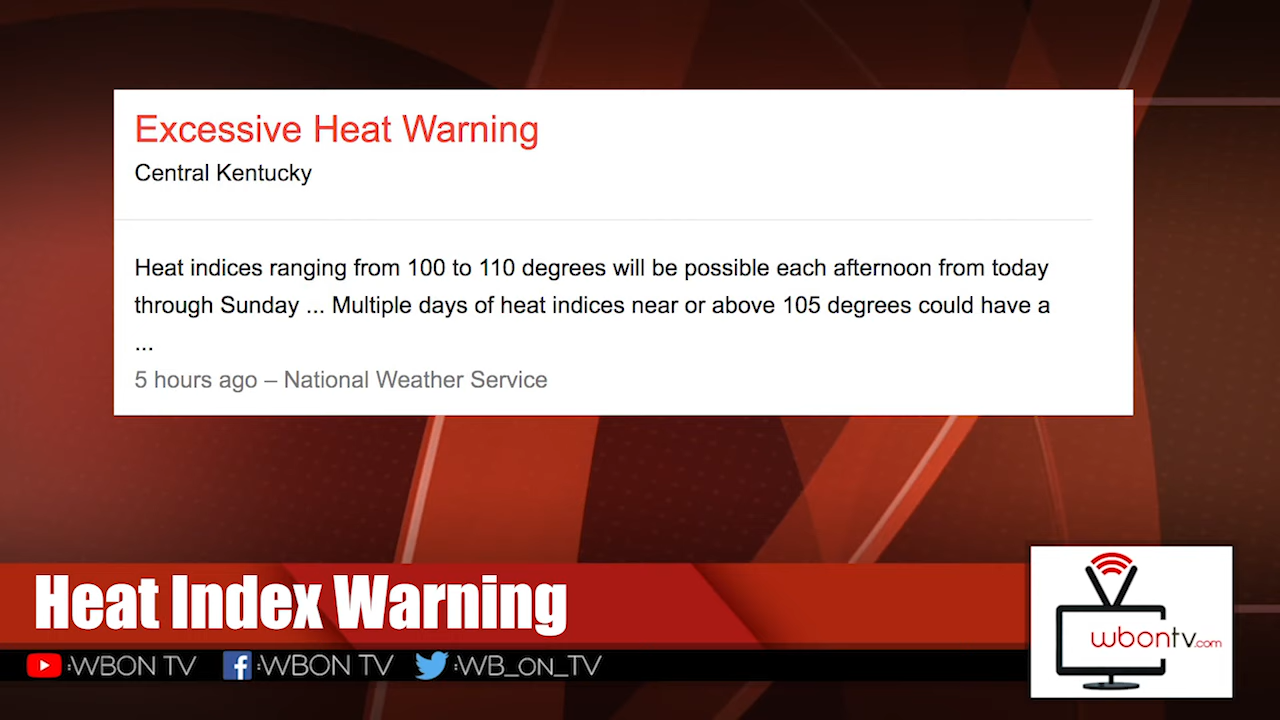 Excessive Heat Warning
Central Kentucky
Heat indices ranging from 100 to 110 degrees will be possible each afternoon from today
through Sunday ... Multiple days of heat indices near or above 105 degrees could have a
...
5 hours ago – National Weather Service
Heat Index Warning
wbontv.com
:WBON TV :WBON TV :WB_ON_TV